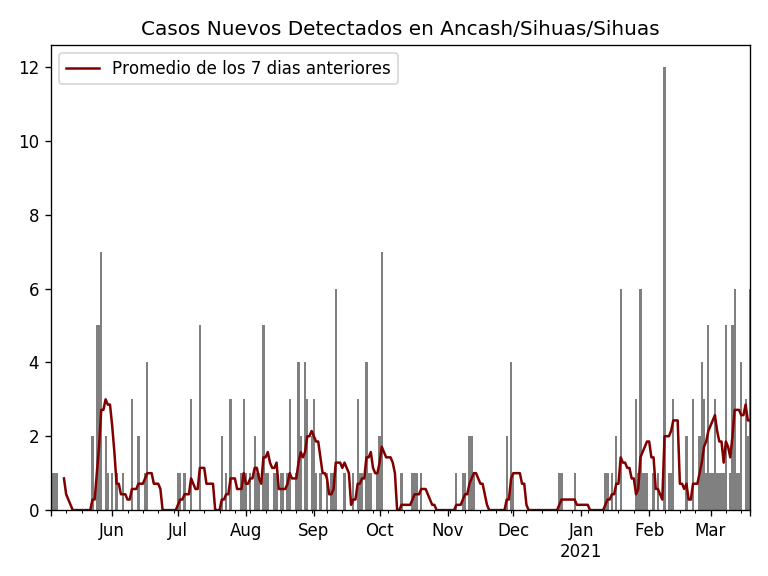 Casos Nuevos Detectados en Ancash/Sihuas/Sihuas
Promedio de los 7 dias anteriores
12
10
8
6
4
2
0
Jun Jul Aug Sep Oct Nov Dec Jan Feb Mar
2021